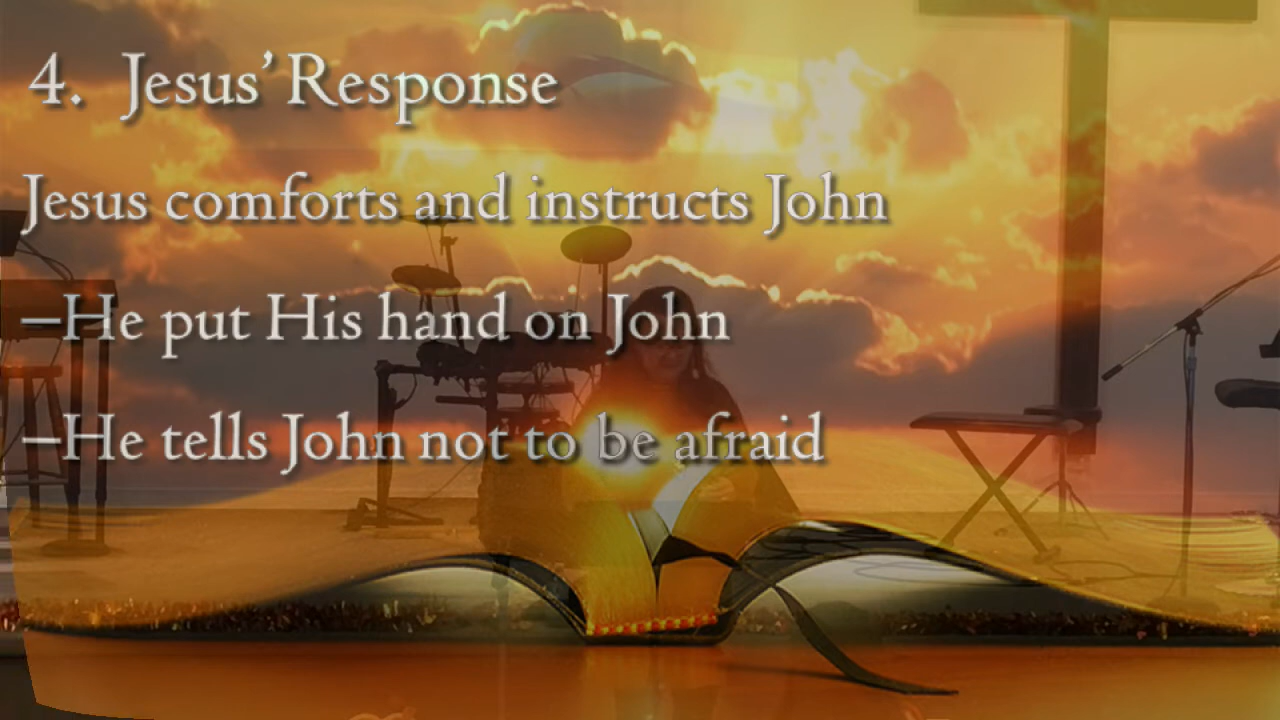 4. Jesus’ Response
Jesus comforts and instructs John
–He put His hand on John
–He tells John not to be afraid